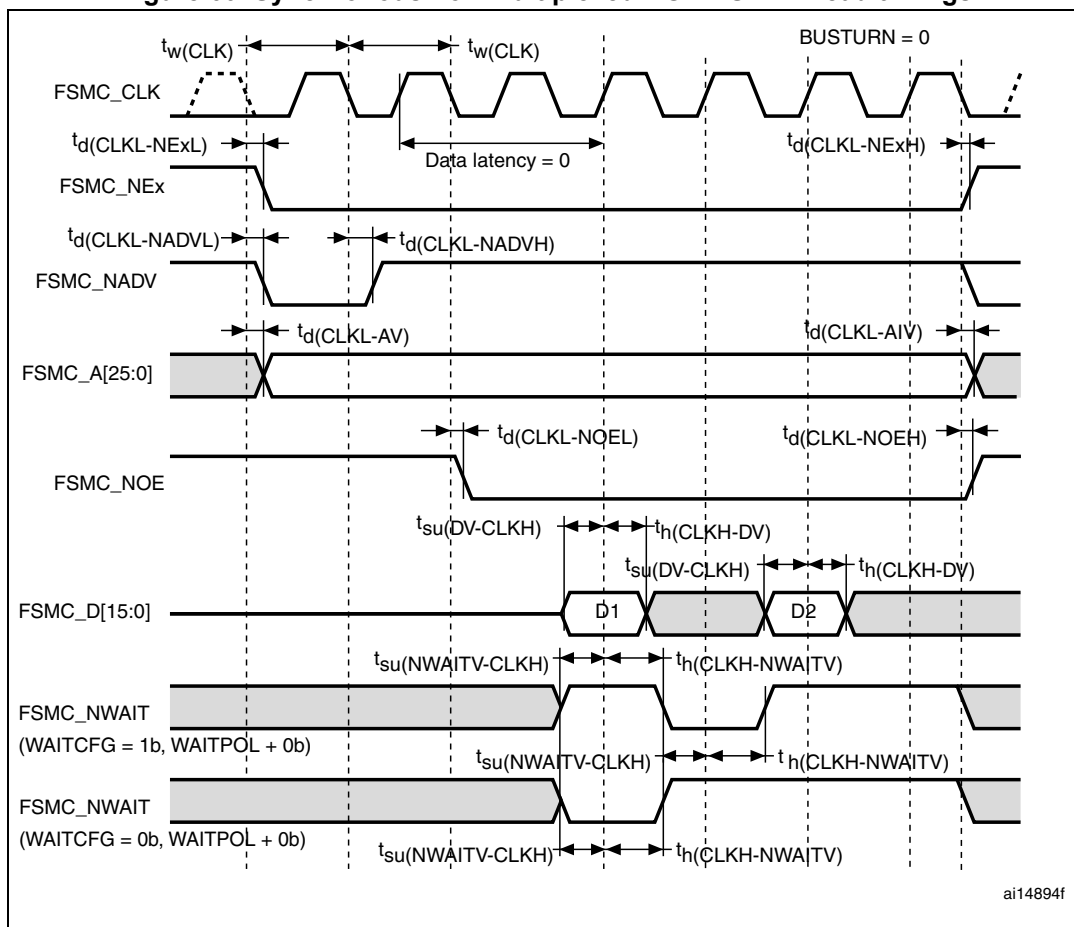 BUSTURN = 0
tw(CLK) tw(CLK)
FSMC_CLK
td(CLKL-NExL) Data latency = 0 td(CLKL-NExH)
FSMC_NEx
td(CLKL-NADVL) td(CLKL-NADVH)
FSMC_NADV
td(CLKL-AV) td(CLKL-AIV)
FSMC_A[25:0]
td(CLKL-NOEL) td(CLKL-NOEH)
FSMC_NOE
tsu(DV-CLKH) th(CLKH-DV)
tsu(DV-CLKH) th(CLKH-DV)
FSMC_D[15:0] D1 D2
tsu(NWAITV-CLKH) th(CLKH-NWAITV)
FSMC_NWAIT
(WAITCFG = 1b, WAITPOL + 0b)
tsu(NWAITV-CLKH) t h(CLKH-NWAITV)
FSMC_NWAIT
(WAITCFG = 0b, WAITPOL + 0b)
tsu(NWAITV-CLKH) th(CLKH-NWAITV)
ai14894f